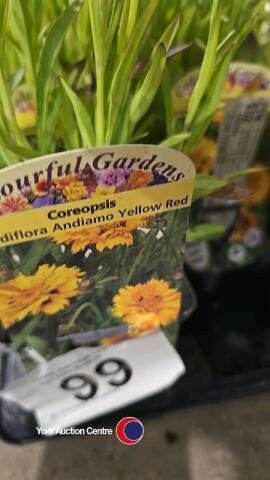 ourful Gardens
Coreopsis
diflora Andiamo Yellow Red
99
York Auction Centre